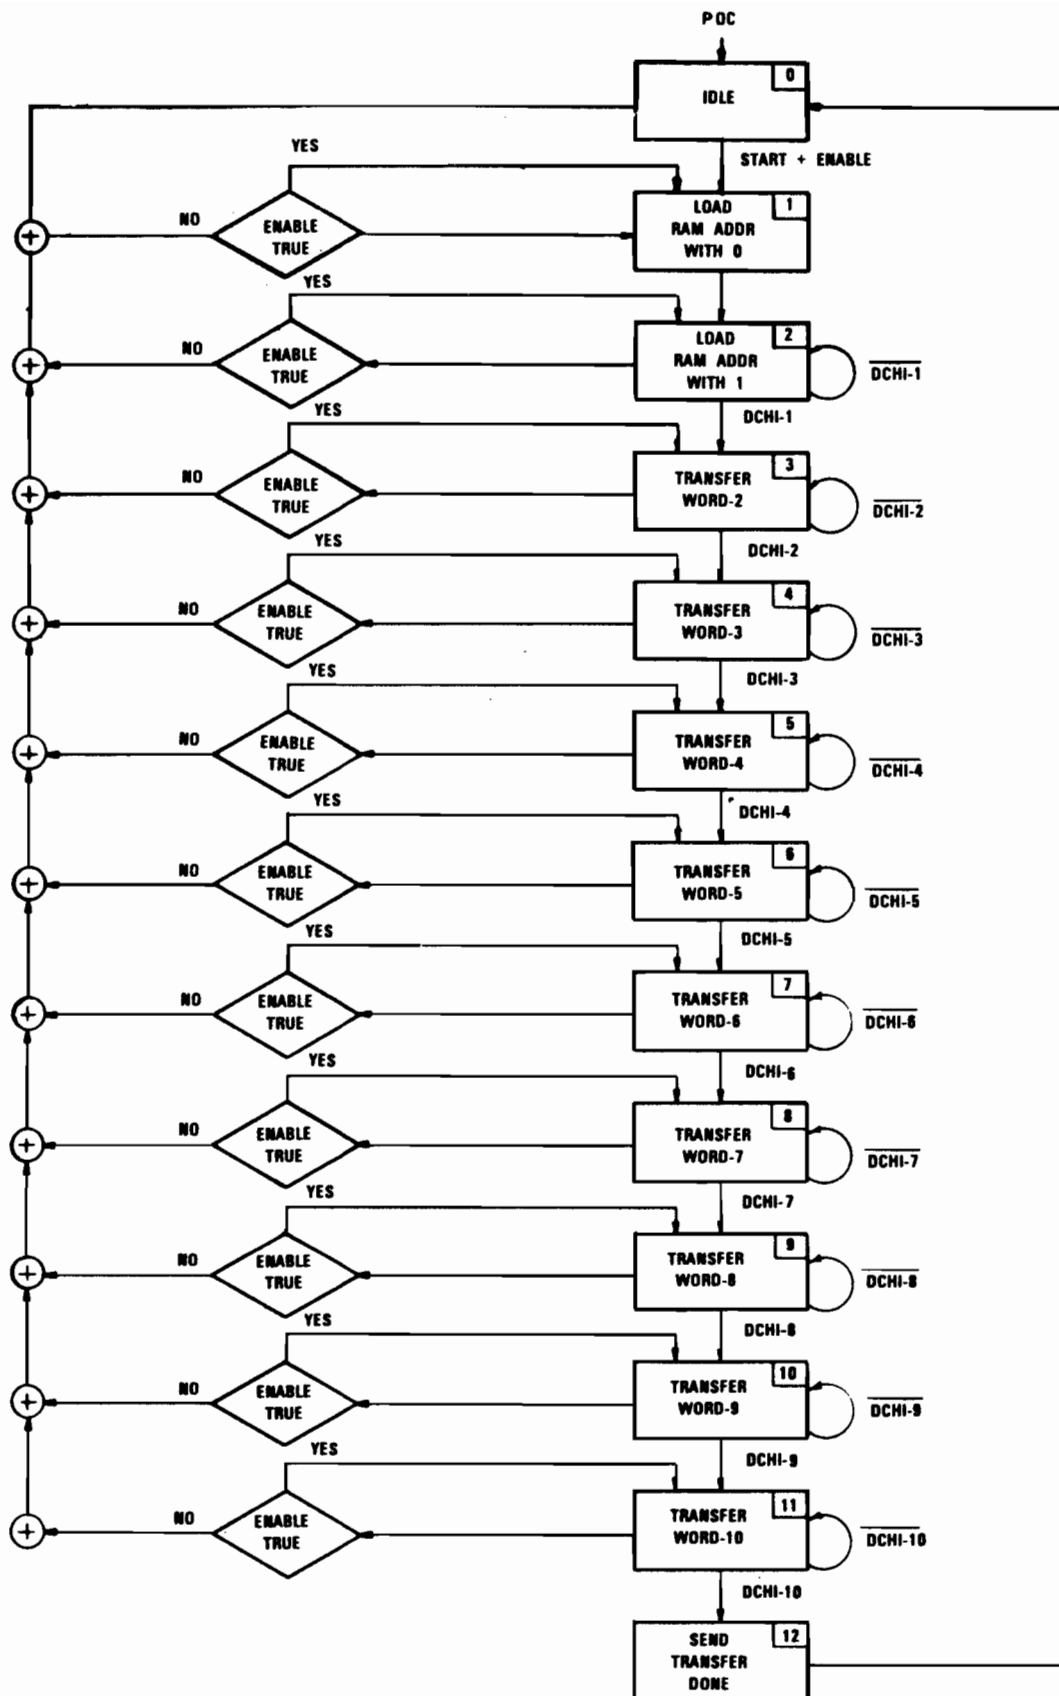 POC
0
IDLE
START + ENABLE
YES
1
LOAD
RAM ADDR
WITH 0
NO
ENABLE
TRUE
+
YES
2
LOAD
RAM ADDR
WITH 1
NO
ENABLE
TRUE
+
DCHI-1
DCHI-1
YES
3
TRANSFER
WORD-2
NO
ENABLE
TRUE
+
DCHI-2
DCHI-2
YES
4
TRANSFER
WORD-3
NO
ENABLE
TRUE
+
DCHI-3
DCHI-3
YES
5
TRANSFER
WORD-4
NO
ENABLE
TRUE
+
DCHI-4
DCHI-4
YES
6
TRANSFER
WORD-5
NO
ENABLE
TRUE
+
DCHI-5
DCHI-5
YES
7
TRANSFER
WORD-6
NO
ENABLE
TRUE
+
DCHI-6
DCHI-6
YES
8
TRANSFER
WORD-7
NO
ENABLE
TRUE
+
DCHI-7
DCHI-7
YES
9
TRANSFER
WORD-8
NO
ENABLE
TRUE
+
DCHI-8
DCHI-8
YES
10
TRANSFER
WORD-9
NO
ENABLE
TRUE
+
DCHI-9
DCHI-9
YES
11
TRANSFER
WORD-10
NO
ENABLE
TRUE
+
DCHI-10
DCHI-10
12
SEND
TRANSFER
DONE